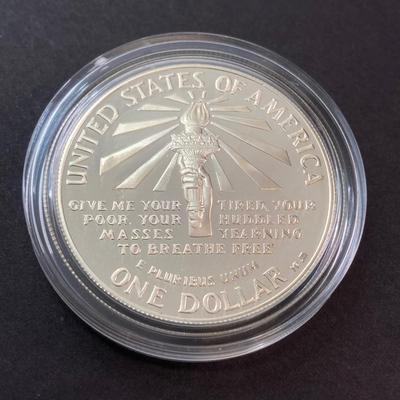 UNITED STATES OF AMERICA
GIVE ME YOUR TIRED, YOUR
POOR, YOUR HUDDLED
MASSES YEARNING
TO BREATHE FREE
E PLURIBUS UNUM
ONE DOLLAR